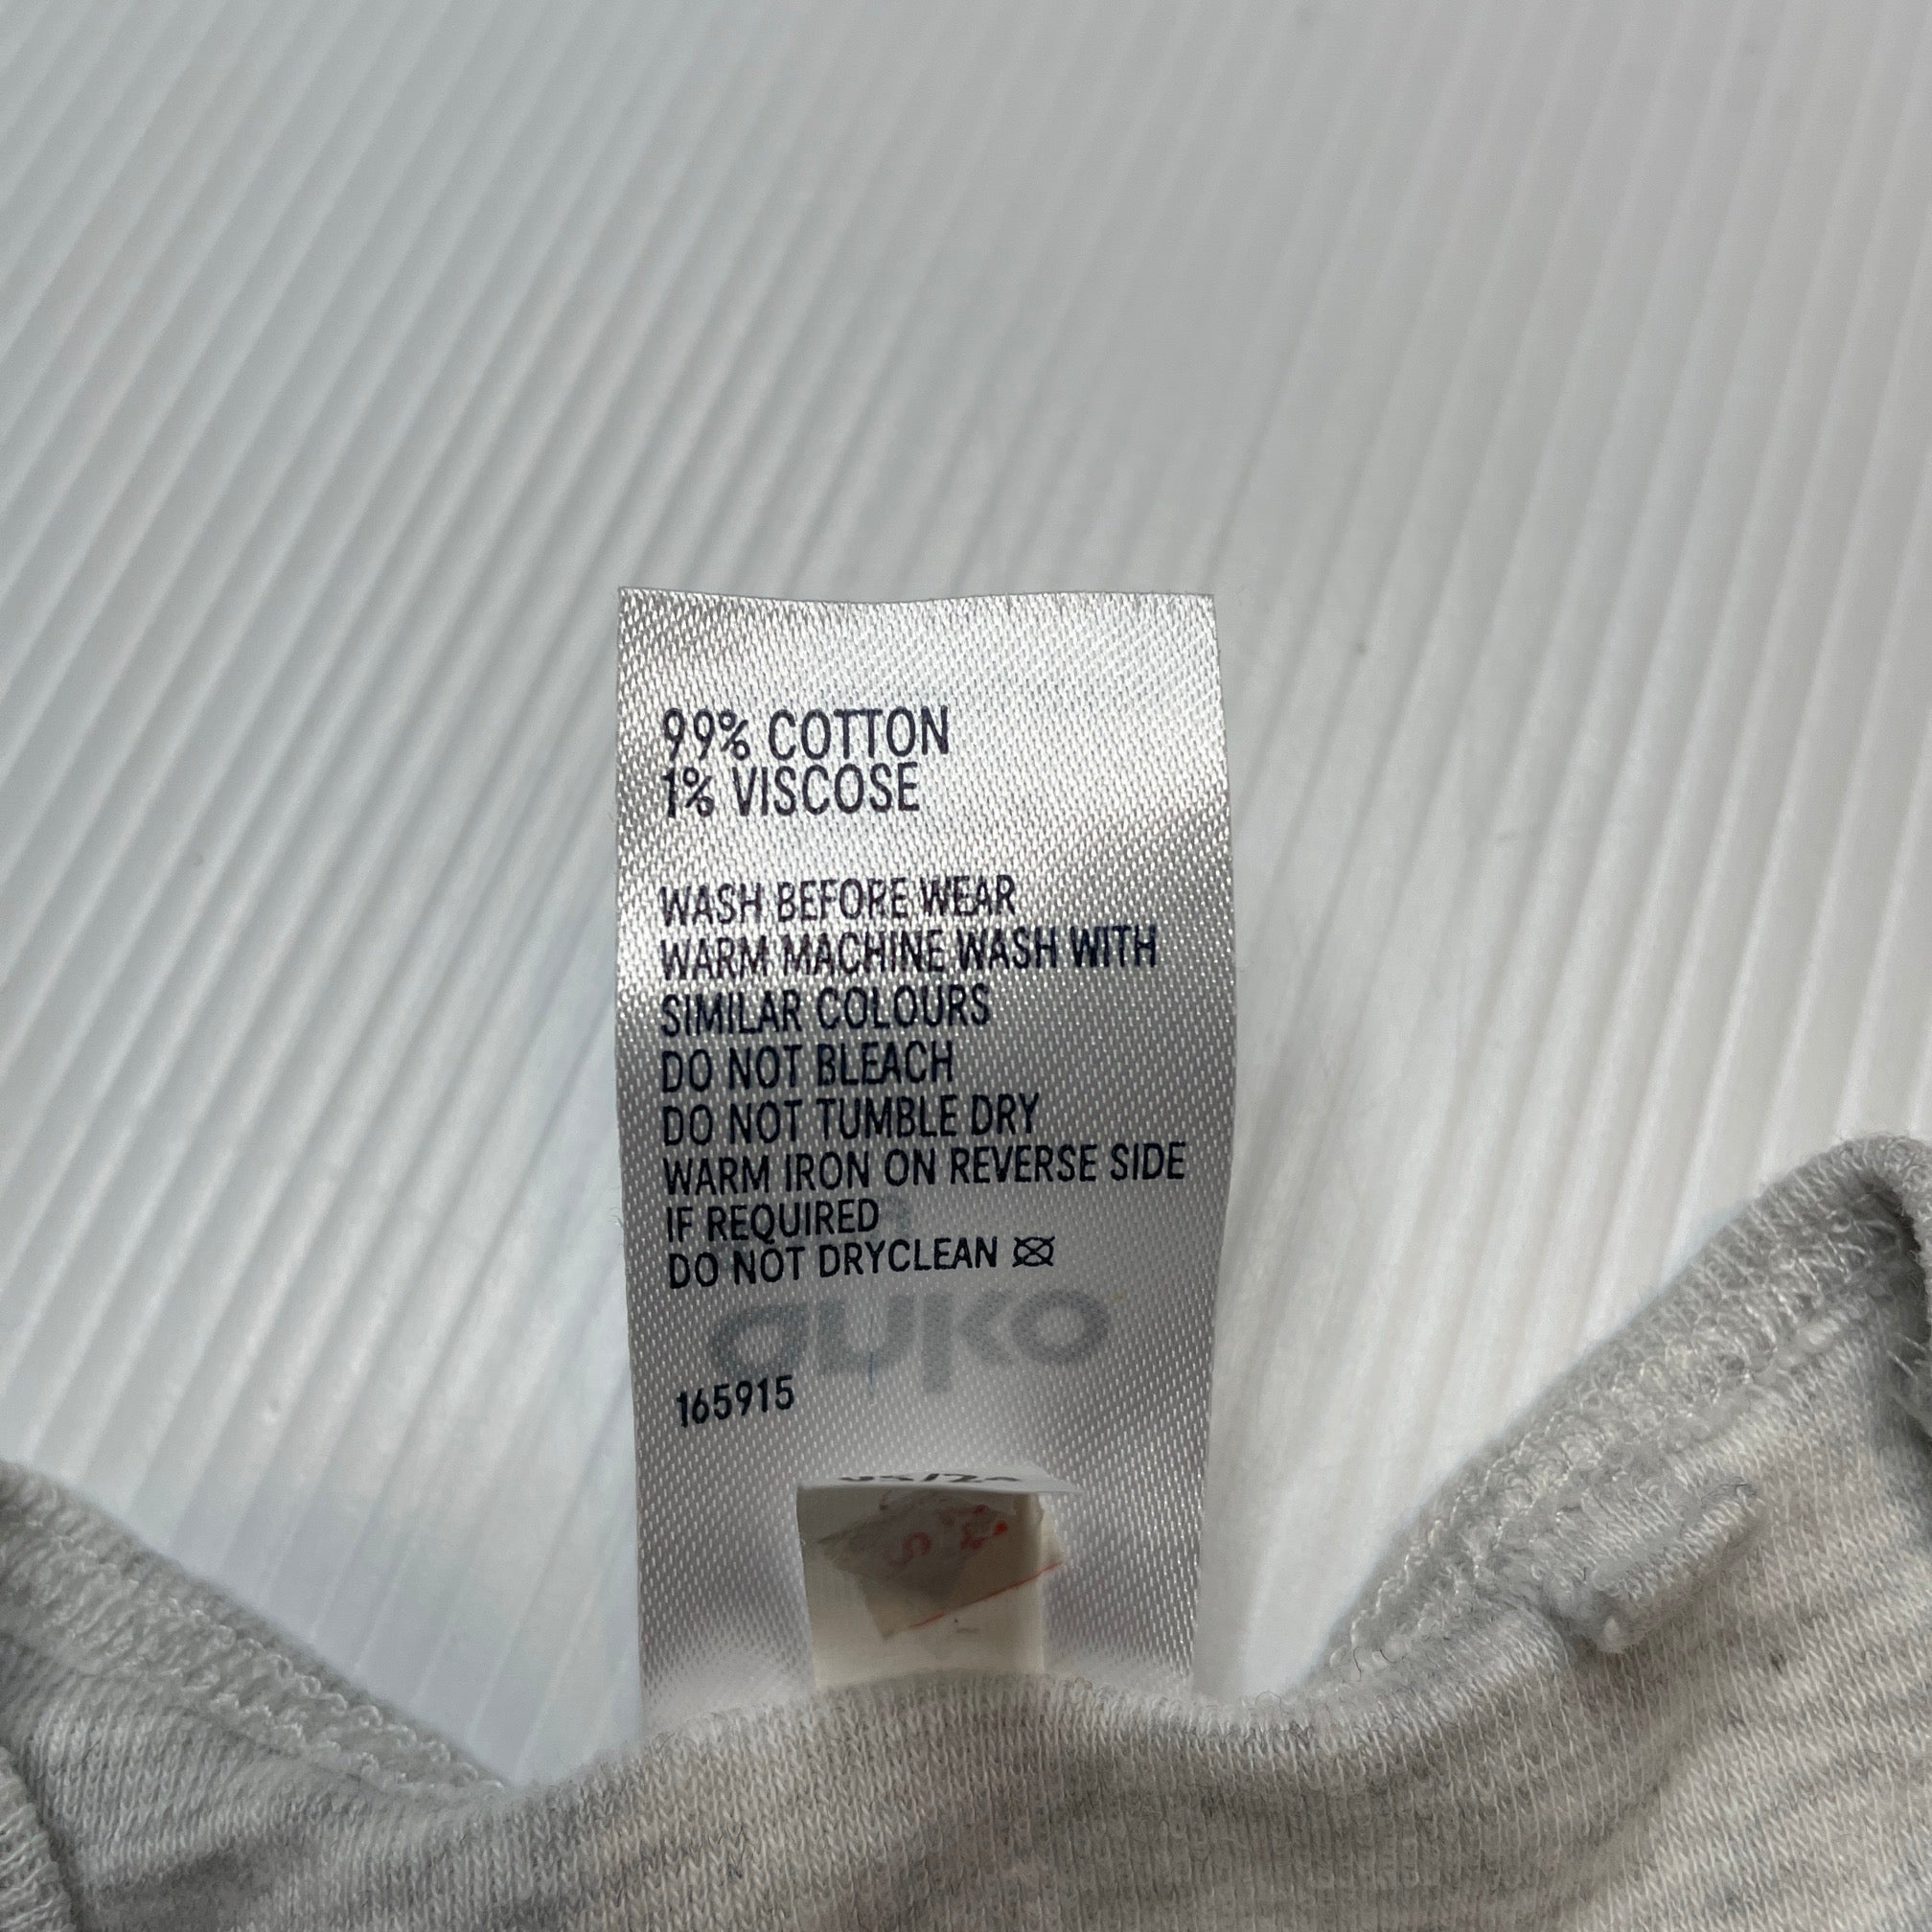 99% COTTON
1% VISCOSE
WASH BEFORE WEAR
WARM MACHINE WASH WITH
SIMILAR COLOURS
DO NOT BLEACH
DO NOT TUMBLE DRY
WARM IRON ON REVERSE SIDE
IF REQUIRED
DO NOT DRYCLEAN
165915